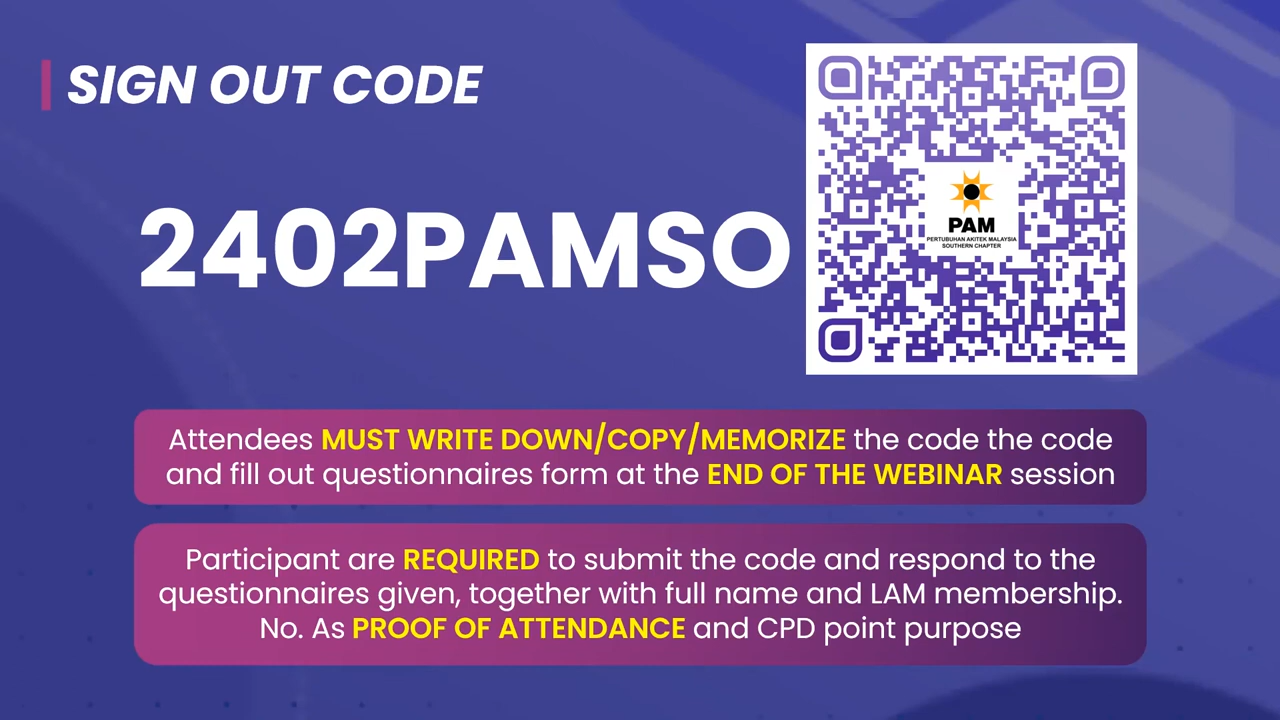 SIGN OUT CODE
2402PAMSO
PAM
PERTUBUHAN AKITEK MALAYSIA
SOUTHERN CHAPTER
Attendees MUST WRITE DOWN/COPY/MEMORIZE the code the code
and fill out questionnaires form at the END OF THE WEBINAR session
Participant are REQUIRED to submit the code and respond to the
questionnaires given, together with full name and LAM membership.
No. As PROOF OF ATTENDANCE and CPD point purpose